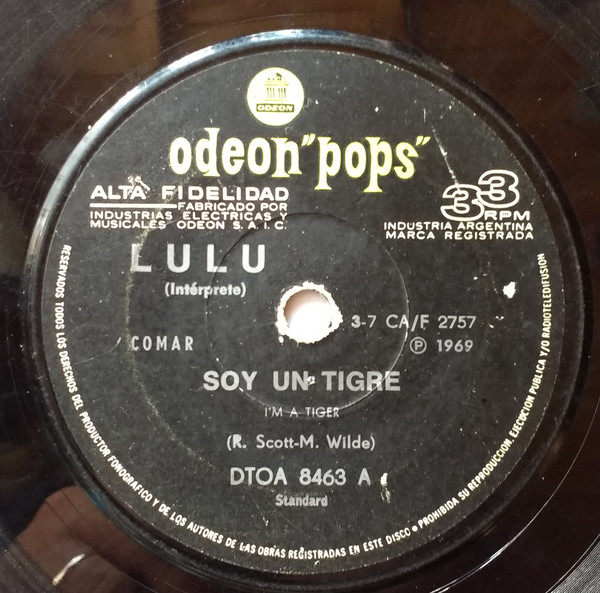 ODEON
odeon "pops"
ALTA FIDELIDAD
FABRICADO POR
INDUSTRIAS ELECTRICAS Y
MUSICALES ODEON S.A.I.C.
33
RPM
INDUSTRIA ARGENTINA
MARCA REGISTRADA
LULU
(Intérprete)
3-7 CA/F 2757
COMAR
Ⓟ 1969
SOY UN TIGRE
I'M A TIGER
(R. Scott-M. Wilde)
DTOA 8463 A
Standard
RESERVADOS TODOS LOS DERECHOS DEL PRODUCTOR FONOGRAFICO Y DE LOS AUTORES DE LAS OBRAS REGISTRADAS EN ESTE DISCO • PROHIBIDA SU REPRODUCCION, EJECUCION PUBLICA Y/O RADIOTELEDIFUSION